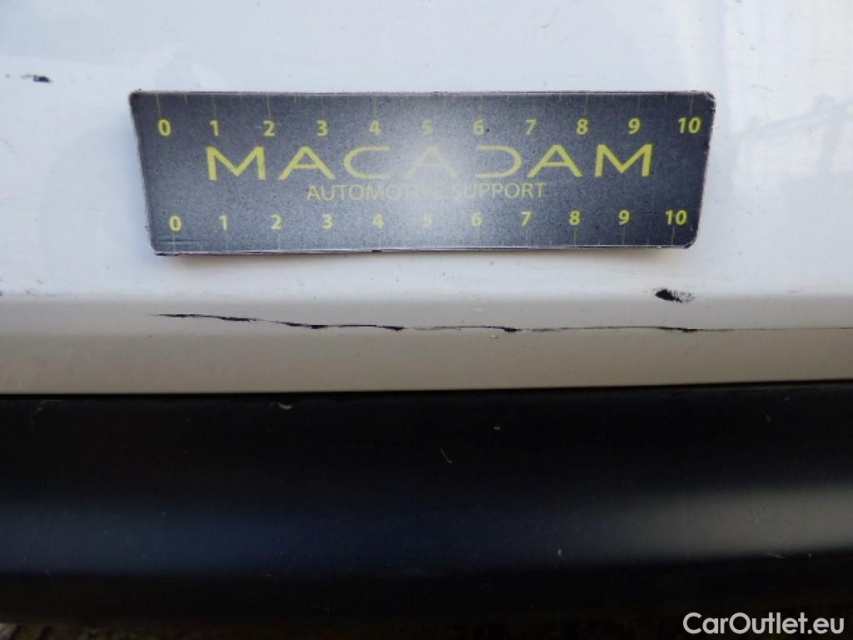 0 1 2 3 4 5 6 7 8 9 10
MACADAM
AUTOMOTIVE SUPPORT
0 1 2 3 4 5 6 7 8 9 10
CarOutlet.eu